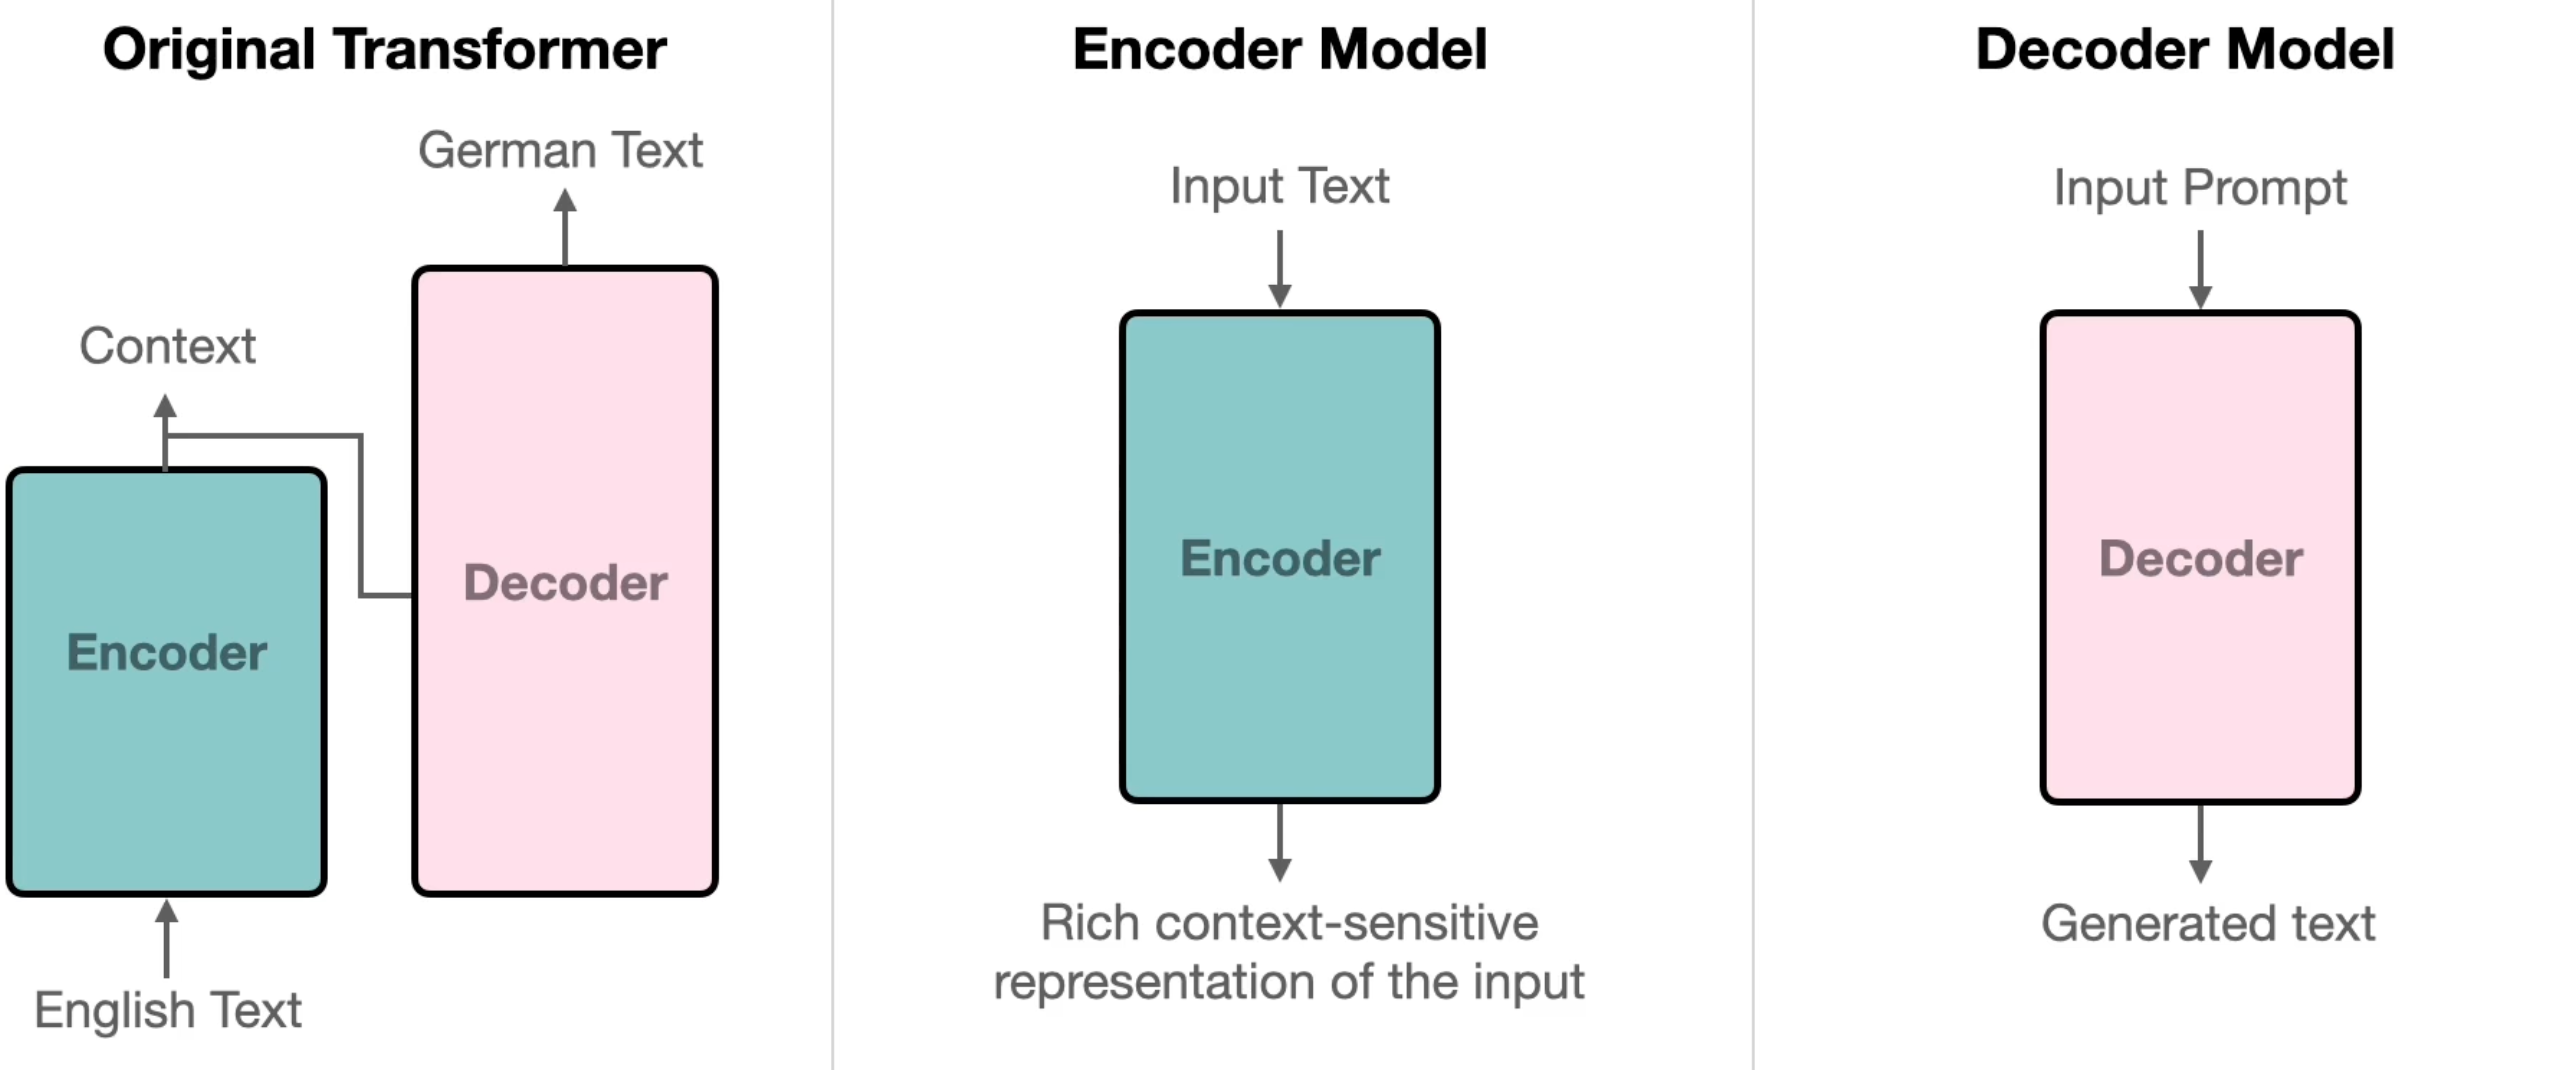 Original Transformer
German Text
Context
Decoder
Encoder
English Text
Encoder Model
Input Text
Encoder
Rich context-sensitive
representation of the input
Decoder Model
Input Prompt
Decoder
Generated text